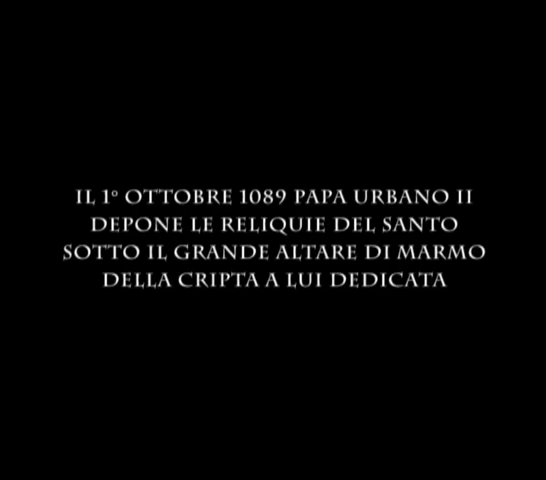 IL 1° OTTOBRE 1089 PAPA URBANO II
DEPONE LE RELIQUIE DEL SANTO
SOTTO IL GRANDE ALTARE DI MARMO
DELLA CRIPTA A LUI DEDICATA